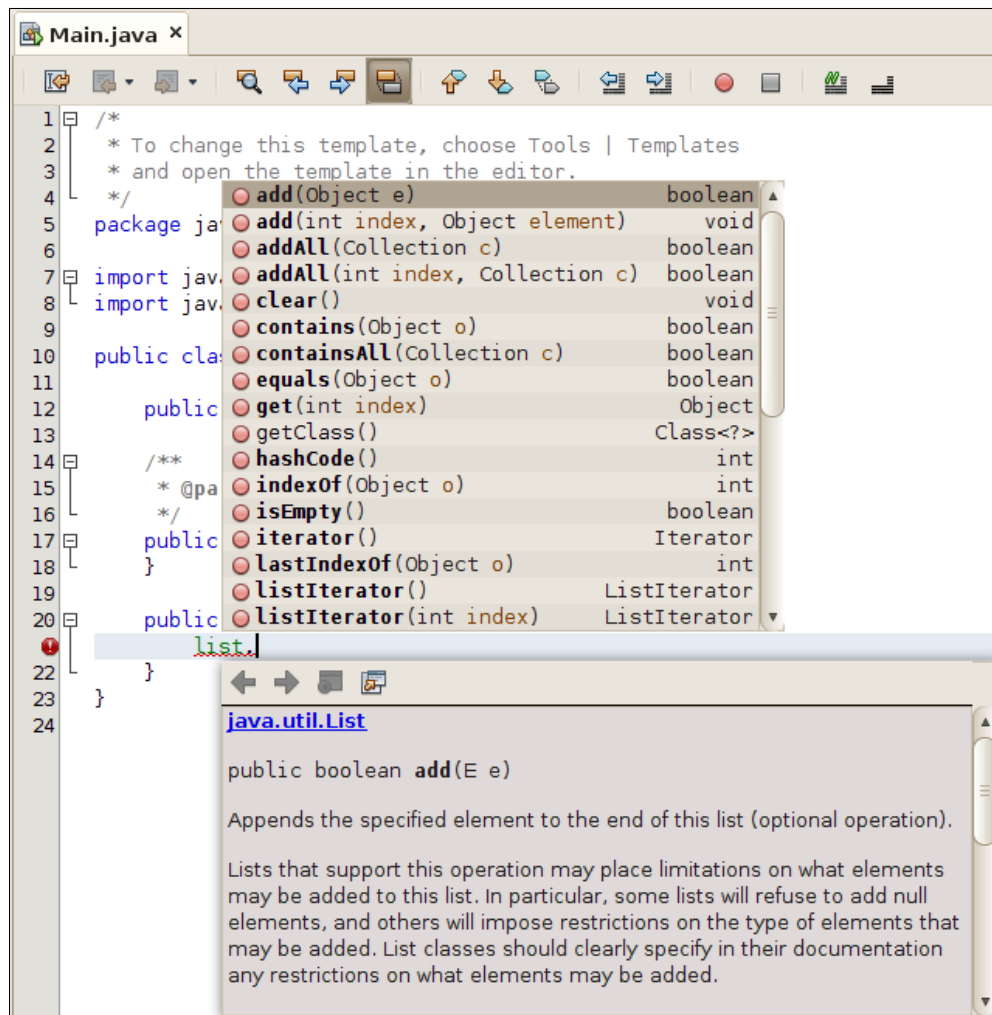 Main.java ×
1 /*
2 * To change this template, choose Tools | Templates
3 * and open the template in the editor.
4 */
5 package ja
6
7 import jav
8 import jav
9
10 public cla
11
12 public
13
14 /**
15 * @pa
16 */
17 public
18 }
19
20 public
list.
22 }
23 }
24
add(Object e) boolean
add(int index, Object element) void
addAll(Collection c) boolean
addAll(int index, Collection c) boolean
clear() void
contains(Object o) boolean
containsAll(Collection c) boolean
equals(Object o) boolean
get(int index) Object
getClass() Class<?>
hashCode() int
indexOf(Object o) int
isEmpty() boolean
iterator() Iterator
lastIndexOf(Object o) int
listIterator() ListIterator
listIterator(int index) ListIterator
java.util.List
public boolean add(E e)
Appends the specified element to the end of this list (optional operation).
Lists that support this operation may place limitations on what elements
may be added to this list. In particular, some lists will refuse to add null
elements, and others will impose restrictions on the type of elements that
may be added. List classes should clearly specify in their documentation
any restrictions on what elements may be added.